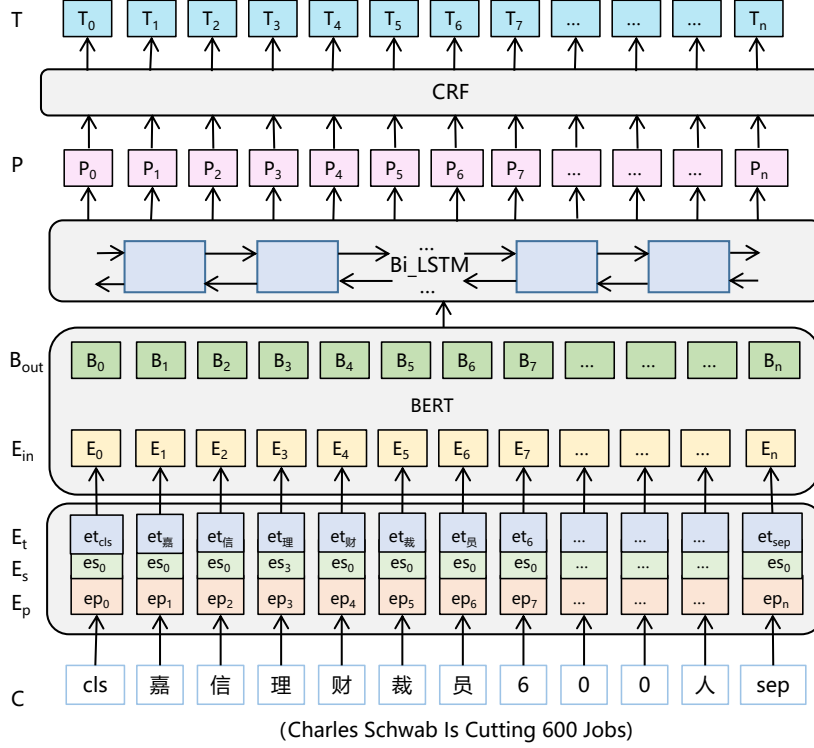 T T0 T1 T2 T3 T4 T5 T6 T7 ... ... ... Tn
CRF
P P0 P1 P2 P3 P4 P5 P6 P7 ... ... ... Pn
...
Bi_LSTM
...
Bout B0 B1 B2 B3 B4 B5 B6 B7 ... ... ... Bn
BERT
Ein E0 E1 E2 E3 E4 E5 E6 E7 ... ... ... En
Et etcls et嘉 et信 et理 et财 et裁 et员 et6 ... ... ... etsep
Es es0 es0 es0 es3 es0 es0 es0 es0 ... ... ... es0
Ep ep0 ep1 ep2 ep3 ep4 ep5 ep6 ep7 ... ... ... epn
C cls 嘉 信 理 财 裁 员 6 0 0 人 sep
(Charles Schwab Is Cutting 600 Jobs)